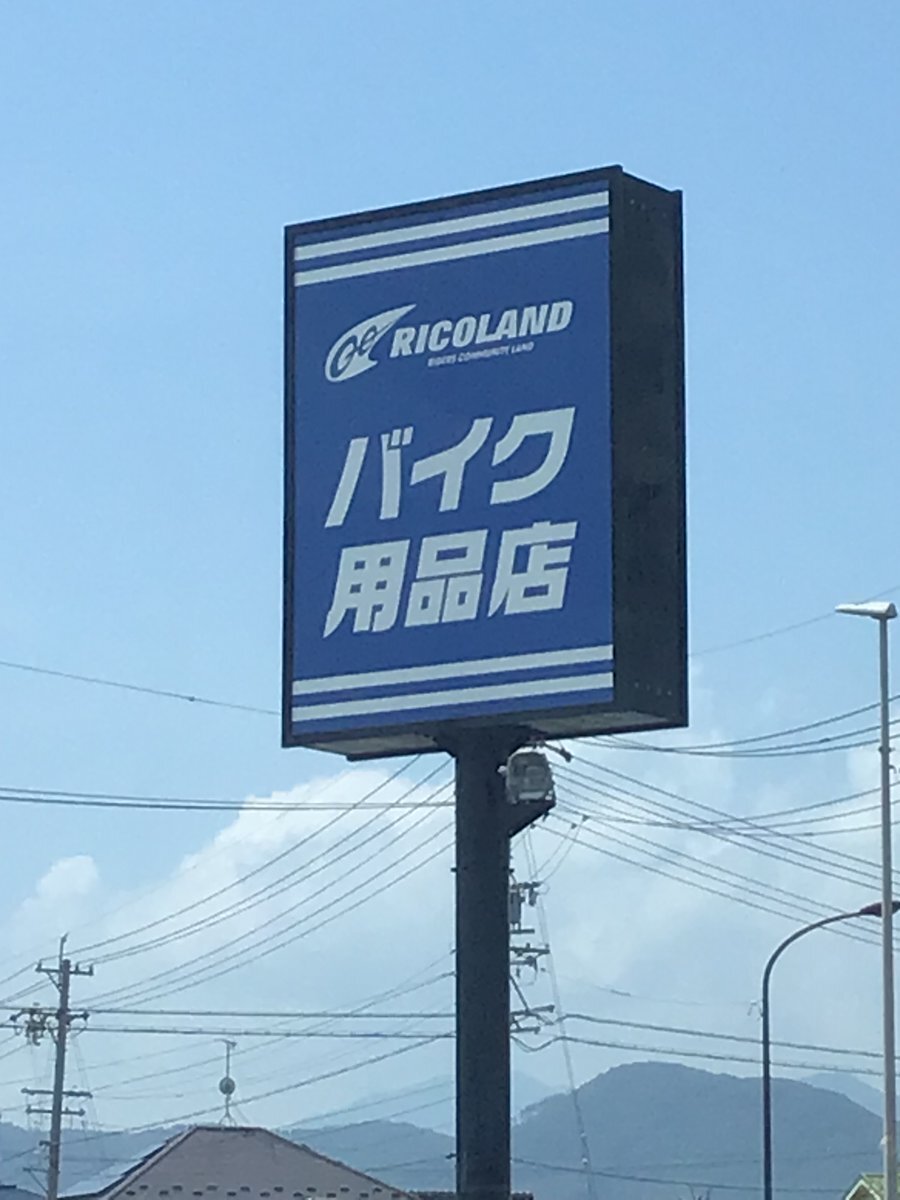 RICOLAND
RIDERS COMMUNITY LAND
バイク
用品店